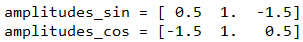 amplitudes_sin = [ 0.5  1.  -1.5]
amplitudes_cos = [-1.5  1.   0.5]